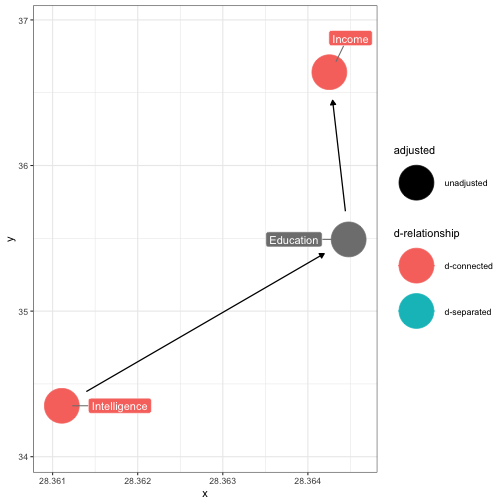 37
36
35
34
y
Income
Education
Intelligence
28.361
28.362
28.363
28.364
x
adjusted
unadjusted
d-relationship
d-connected
d-separated